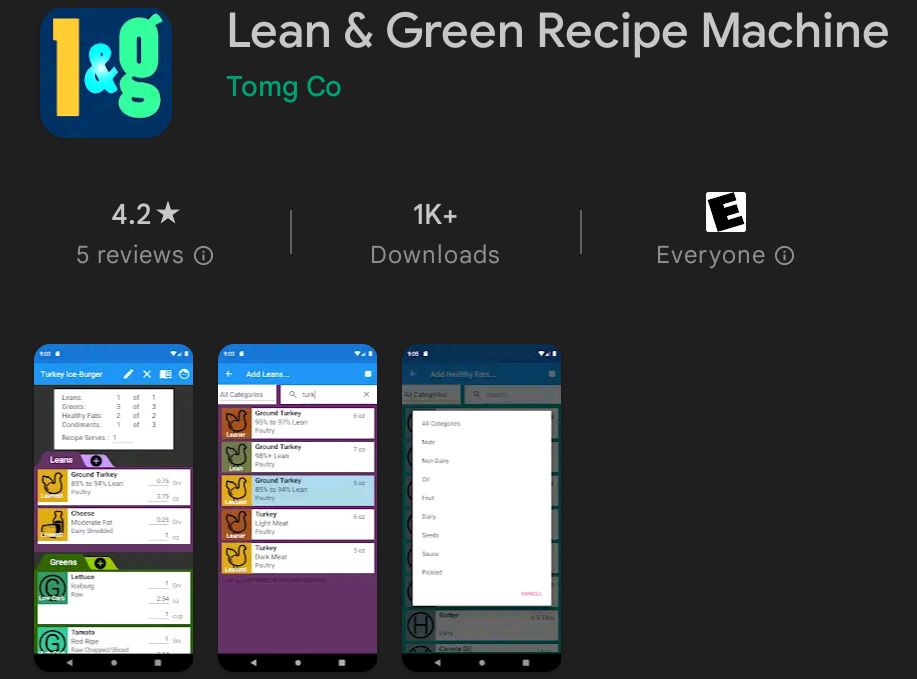 l&g
Lean & Green Recipe Machine
Tomg Co
4.2★
5 reviews
1K+
Downloads
E
Everyone
9:03
Turkey Ice-Burger
Leans: 1 of 1
Greens: 3 of 3
Healthy Fats: 2 of 2
Condiments: 1 of 3
Recipe Serves : 1
Leans
Ground Turkey
85% to 94% Lean
Poultry
0.75 Srv
3.75 oz
Cheese
Moderate Fat
Dairy Shredded
0.25 Srv
1 oz
Greens
Lettuce
Iceburg
Raw
Low Carb
1 Srv
2.54 oz
1 cup
Tomato
Red Ripe
Raw Chopped/Sliced
1 Srv
9:03
Add Leans...
All Categories
turk
Ground Turkey
95% to 97% Lean
Poultry
Leaner
6 oz
Ground Turkey
98%+ Lean
Poultry
Lean
7 oz
Ground Turkey
85% to 94% Lean
Poultry
Leanest
5 oz
Turkey
Light Meat
Poultry
Leaner
6 oz
Turkey
Dark Meat
Poultry
Leanest
5 oz
9:05
Add Healthy Fats...
All Categories
Search
All Categories
Nuts
Non Dairy
Oil
Fruit
Dairy
Seeds
Sauce
Pickled
CANCEL
Butter
Dairy
Canola Oil